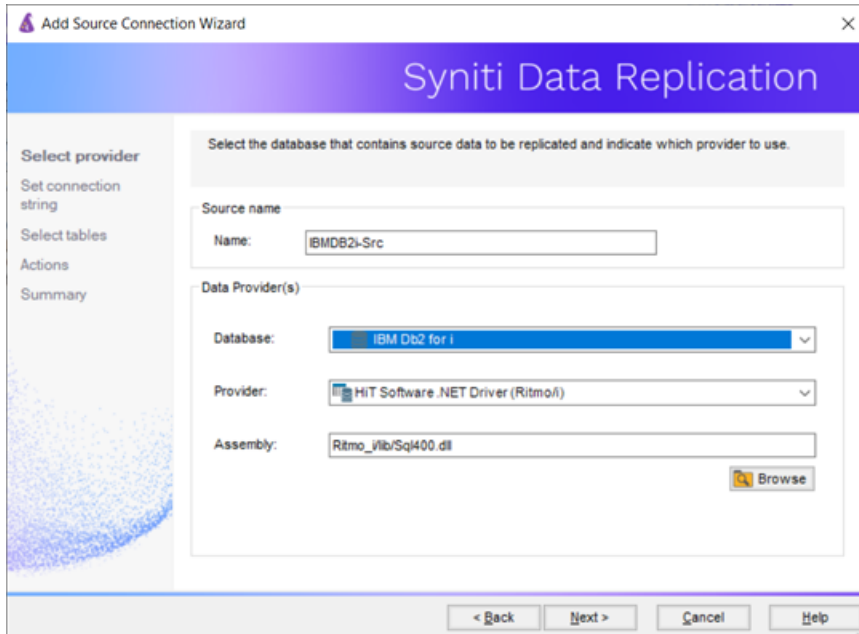 Add Source Connection Wizard
Syniti Data Replication
Select provider
Set connection
string
Select tables
Actions
Summary
Select the database that contains source data to be replicated and indicate which provider to use.
Source name
Name: IBMDB2i-Src
Data Provider(s)
Database: IBM Db2 for i
Provider: HiT Software .NET Driver (Ritmo/i)
Assembly: Ritmo_i/lib/Sql400.dll
Browse
< Back Next > Cancel Help